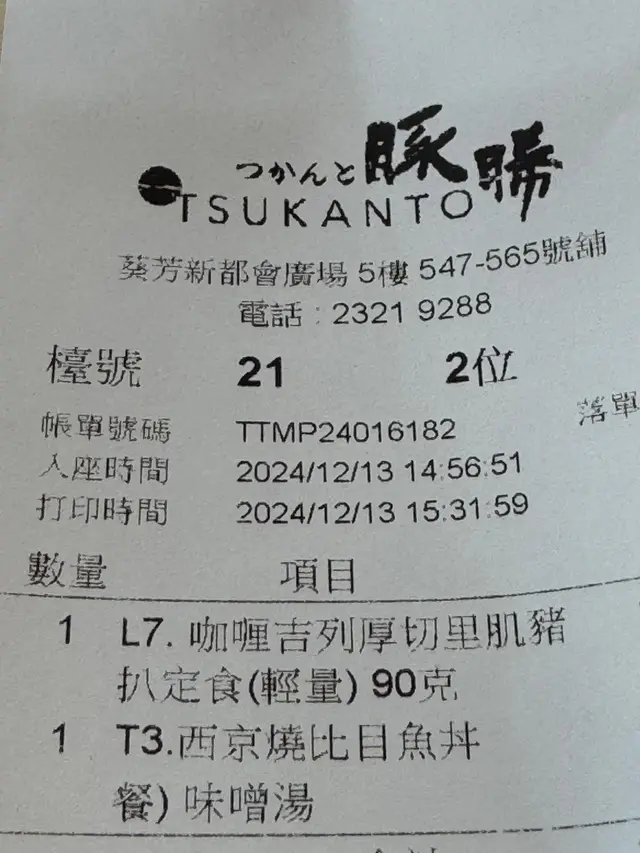 つかんと 豚勝
TSUKANTO
葵芳新都會廣場 5樓 547-565號舖
電話 : 2321 9288
檯號 21 2位
落單
帳單號碼 TTMP24016182
入座時間 2024/12/13 14:56:51
打印時間 2024/12/13 15:31:59
數量 項目
1 L7. 咖喱吉列厚切里肌豬
扒定食(輕量) 90克
1 T3.西京燒比目魚丼
餐) 味噌湯